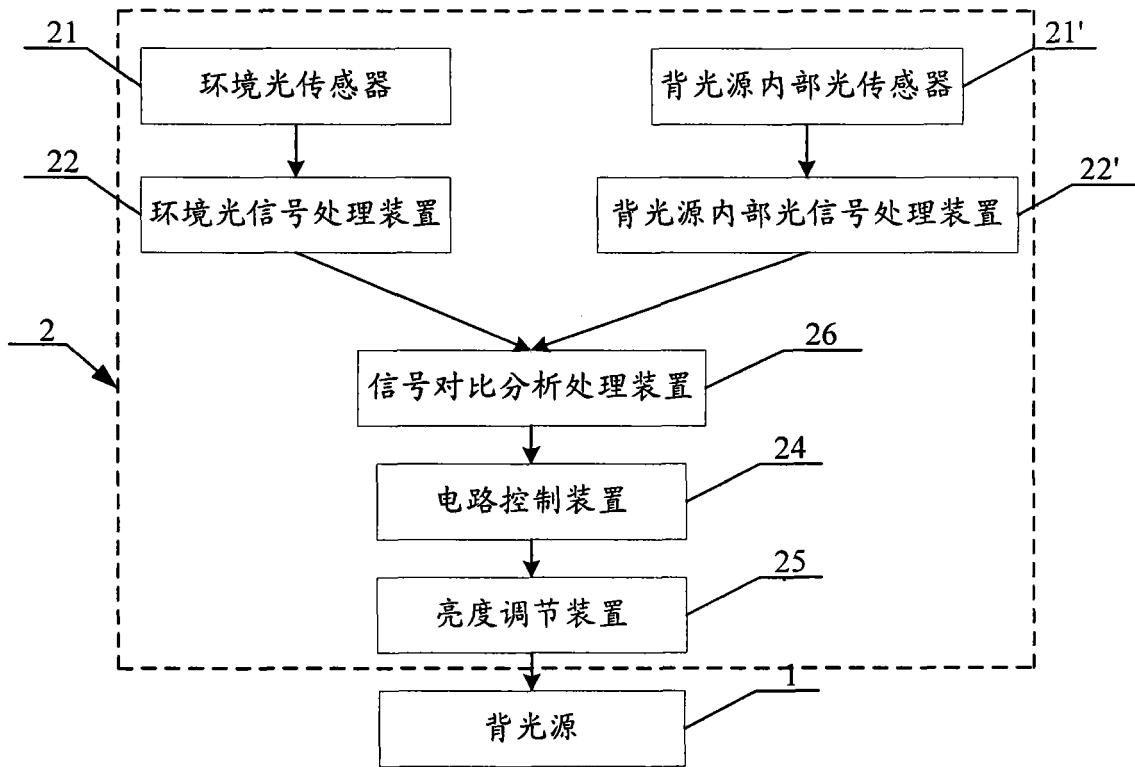 21
环境光传感器
背光源内部光传感器
21'
22
环境光信号处理装置
背光源内部光信号处理装置
22'
2
信号对比分析处理装置
26
电路控制装置
24
亮度调节装置
25
背光源
1